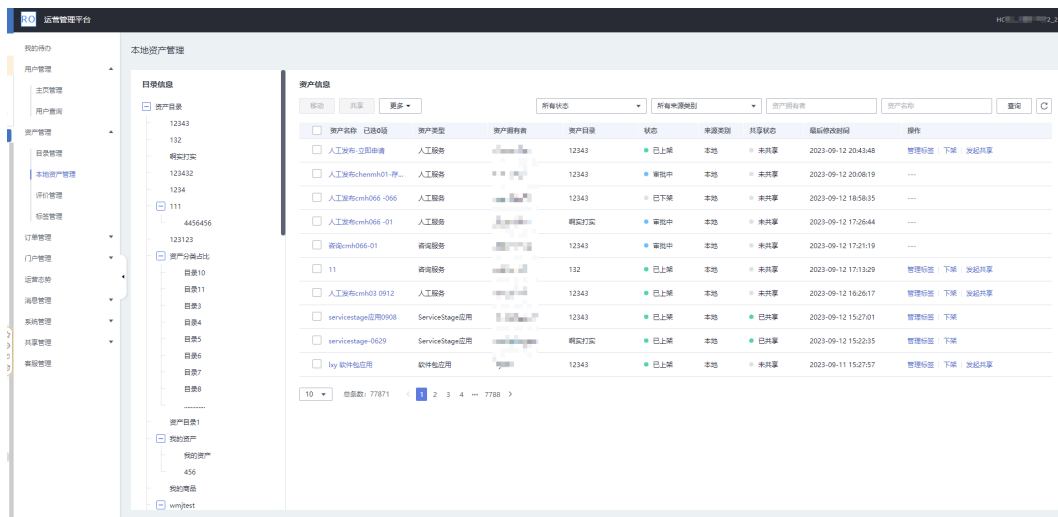 RO 运营管理平台
我的待办
用户管理
主页管理
用户查询
资产管理
目录管理
本地资产管理
评价管理
标签管理
订单管理
门户管理
运营态势
消息管理
系统管理
共享管理
客服管理
本地资产管理
目录信息
资产目录
12343
132
啊实打实
123432
1234
111
4456456
123123
资产分类占比
目录10
目录11
目录3
目录4
目录5
目录6
目录7
目录8
资产目录1
我的资产
我的资产
456
我的商品
wmjtest
资产信息
移动 共享 更多 所有状态 所有来源类别 资产拥有者 资产名称 查询
资产名称 已选0项 资产类型 资产拥有者 资产目录 状态 来源类别 共享状态 最后修改时间 操作
人工发布-立即申请 人工服务 12343 已上架 本地 未共享 2023-09-12 20:43:48 管理标签 下架 发起共享
人工发布chenmh01-存... 人工服务 12343 审批中 本地 未共享 2023-09-12 20:08:19 ---
人工发布cmh066 -066 人工服务 12343 已下架 本地 未共享 2023-09-12 18:58:35 ---
人工发布cmh066 -01 人工服务 啊实打实 审批中 本地 未共享 2023-09-12 17:26:44 ---
咨询cmh066-01 咨询服务 12343 审批中 本地 未共享 2023-09-12 17:21:19 ---
11 咨询服务 132 已上架 本地 未共享 2023-09-12 17:13:29 管理标签 下架 发起共享
人工发布cmh03 0912 人工服务 12343 已上架 本地 未共享 2023-09-12 16:26:17 管理标签 下架 发起共享
servicestage应用0908 ServiceStage应用 12343 已上架 本地 已共享 2023-09-12 15:27:01 管理标签 下架
servicestage-0629 ServiceStage应用 啊实打实 已上架 本地 已共享 2023-09-12 15:22:35 管理标签 下架
lxy 软件包应用 软件包应用 12343 已上架 本地 未共享 2023-09-11 15:27:57 管理标签 下架 发起共享
10 总条数: 77871 < 1 2 3 4 ... 7788 >